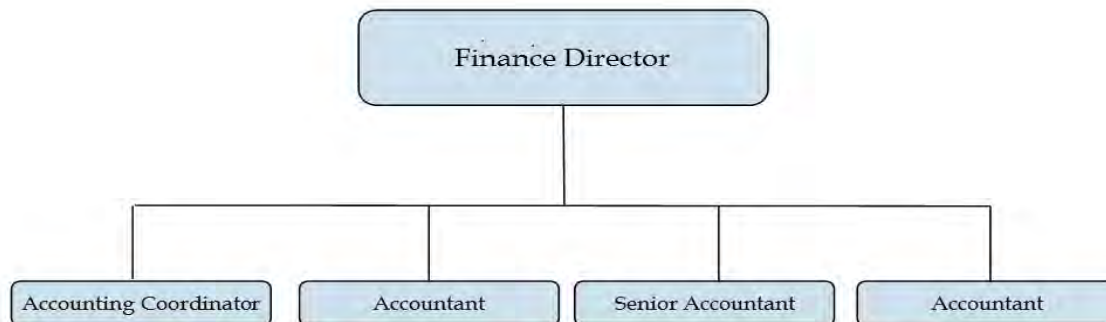 Finance Director
Accounting Coordinator
Accountant
Senior Accountant
Accountant